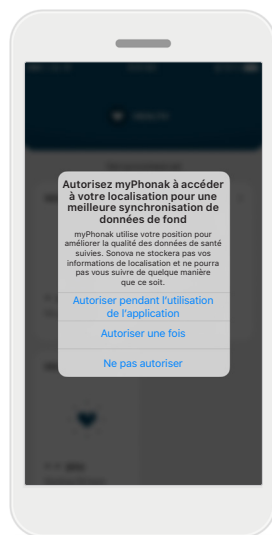 HEALTH
Autorisez myPhonak à accéder
à votre localisation pour une
meilleure synchronisation de
données de fond
myPhonak utilise votre position pour
améliorer la qualité des données de santé
suivies. Sonova ne stockera pas vos
informations de localisation et ne pourra
pas vous suivre de quelque manière
que ce soit.
Autoriser pendant l'utilisation
de l'application
Autoriser une fois
Ne pas autoriser